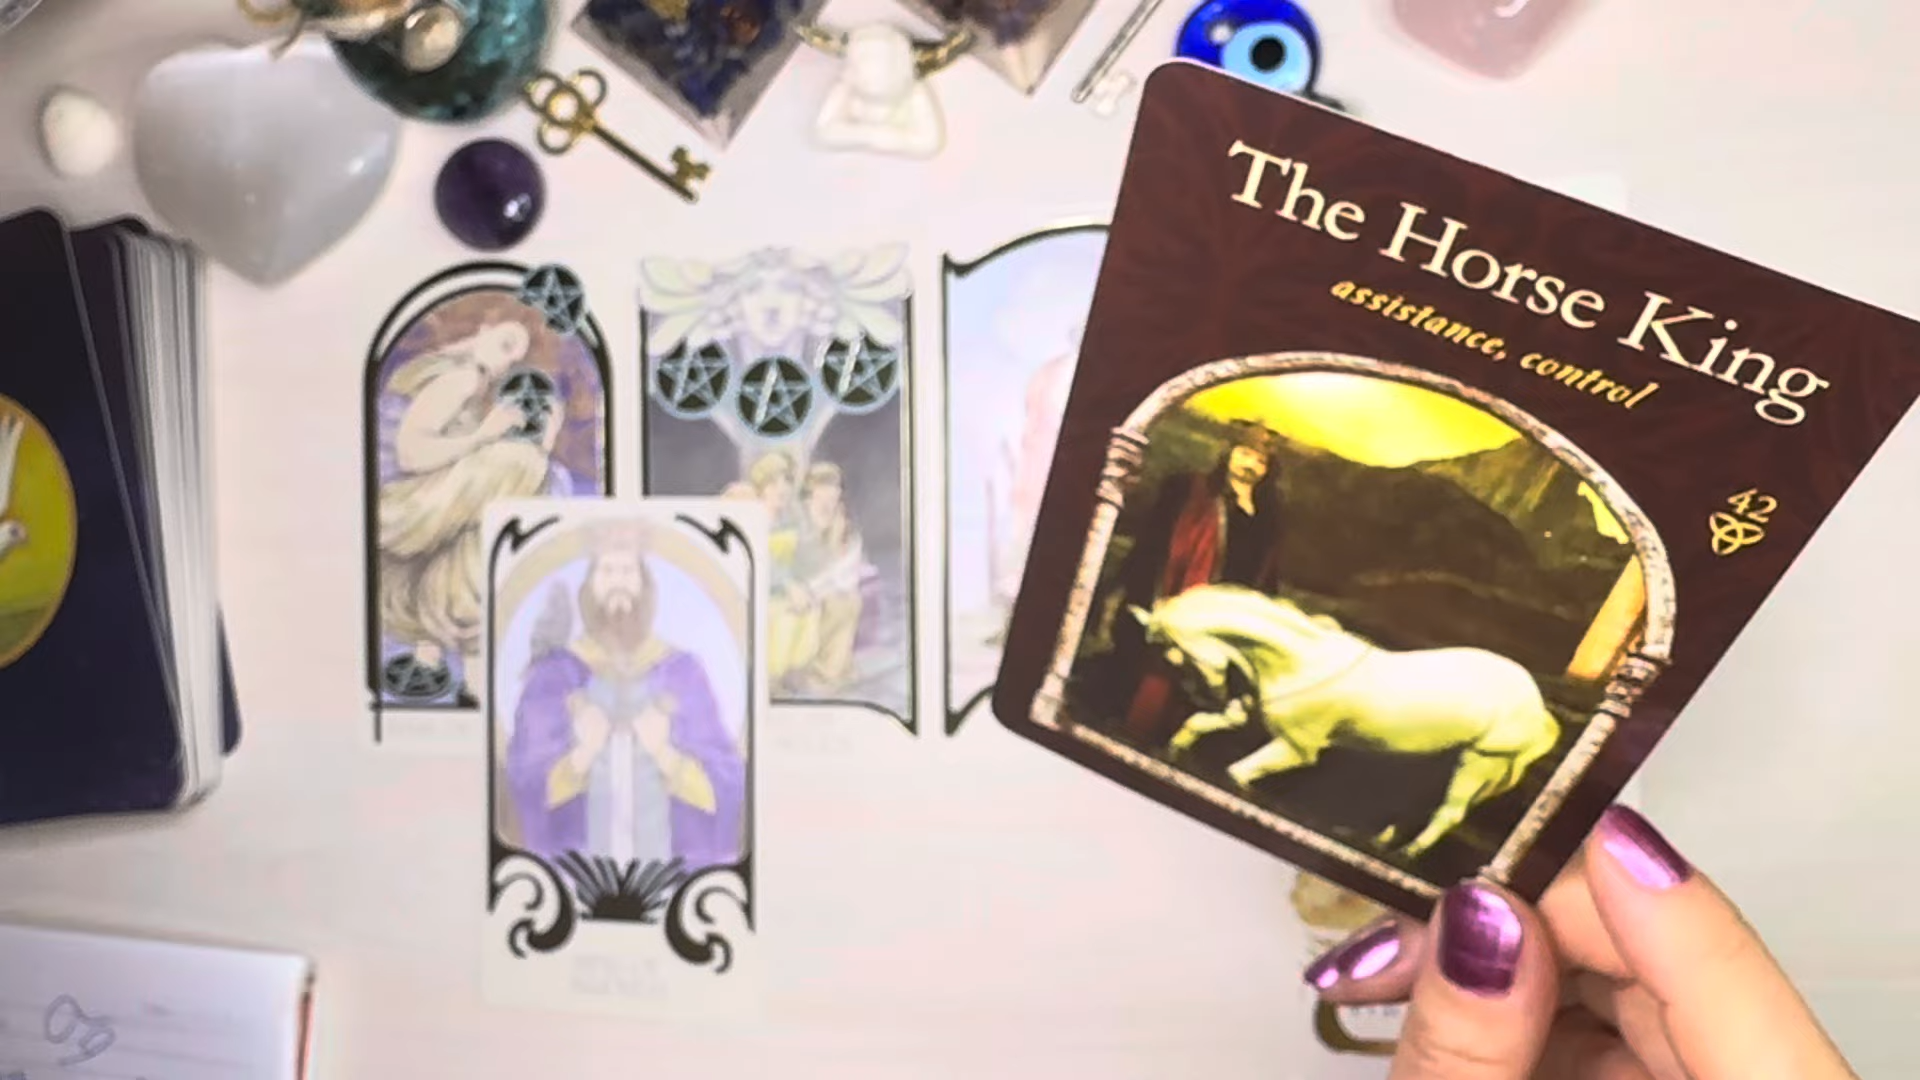 The Horse King
assistance, control
42